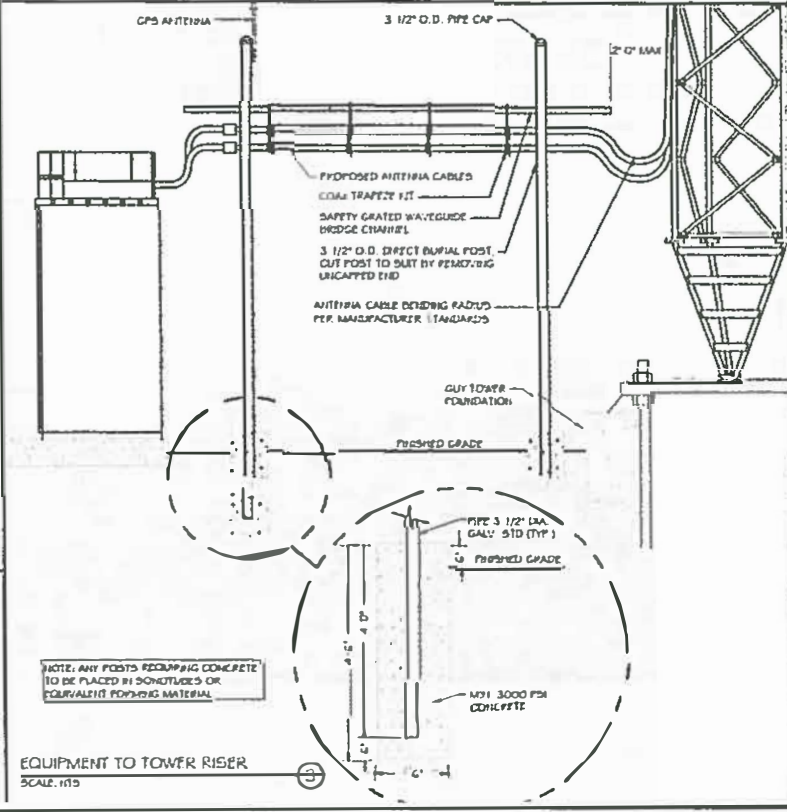 GPS ANTENNA
3 1/2" O.D. PIPE CAP
2'-0" MAX
PROPOSED ANTENNA CABLES
COAX TRAPEZE KIT
SAFETY GRATED WAVEGUIDE
BRIDGE CHANNEL
3 1/2" O.D. DIRECT BURIAL POST,
CUT POST TO SUIT BY REMOVING
UNCAPPED END
ANTENNA CABLE BENDING RADIUS
PER MANUFACTURER STANDARDS
GUY TOWER
FOUNDATION
FINISHED GRADE
PIPE 3 1/2" DIA.
GALV. STD (TYP.)
6"
FINISHED GRADE
4'-0"
NOTE: ANY POSTS REQUIRING CONCRETE
TO BE PLACED IN SONOTUBES OR
EQUIVALENT FORMING MATERIAL
MIN. 3000 PSI
CONCRETE
6"
EQUIPMENT TO TOWER RISER
3
SCALE: NTS